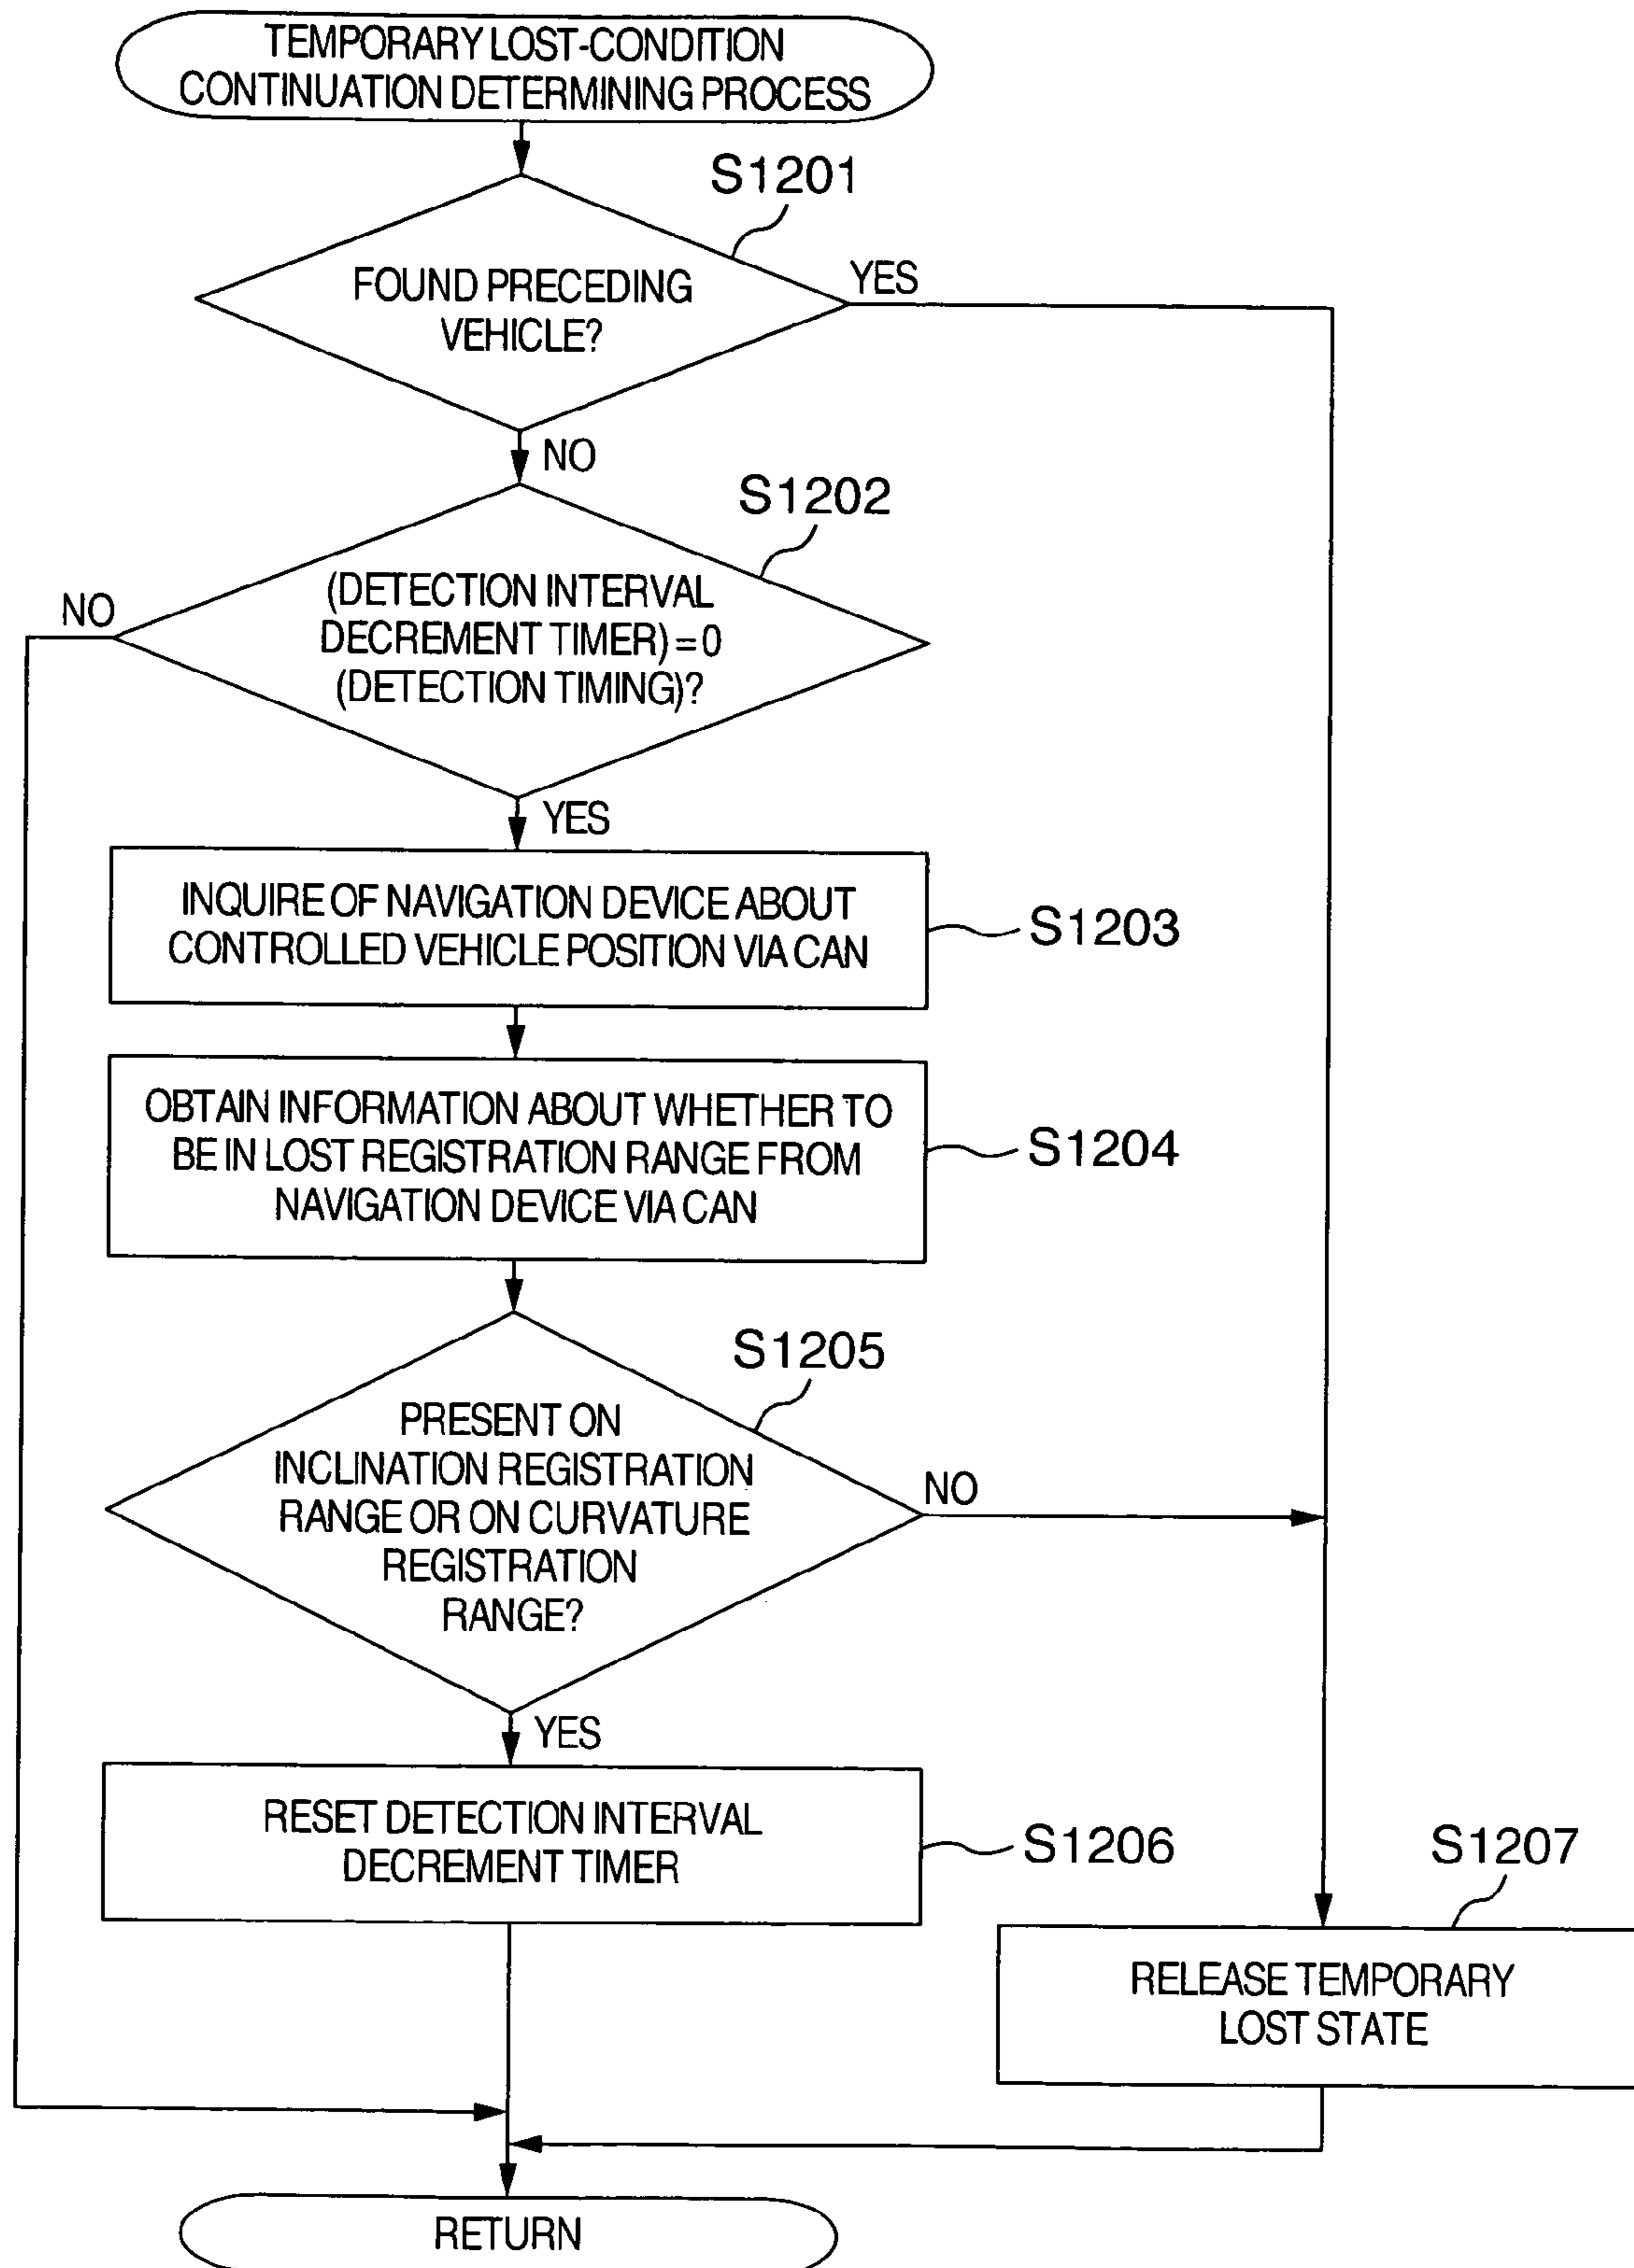 TEMPORARY LOST-CONDITION
CONTINUATION DETERMINING PROCESS
S1201
FOUND PRECEDING
VEHICLE?
YES
NO
S1202
(DETECTION INTERVAL
DECREMENT TIMER) = 0
(DETECTION TIMING)?
NO
YES
INQUIRE OF NAVIGATION DEVICE ABOUT
CONTROLLED VEHICLE POSITION VIA CAN
S1203
OBTAIN INFORMATION ABOUT WHETHER TO
BE IN LOST REGISTRATION RANGE FROM
NAVIGATION DEVICE VIA CAN
S1204
S1205
PRESENT ON
INCLINATION REGISTRATION
RANGE OR ON CURVATURE
REGISTRATION
RANGE?
NO
YES
RESET DETECTION INTERVAL
DECREMENT TIMER
S1206
S1207
RELEASE TEMPORARY
LOST STATE
RETURN